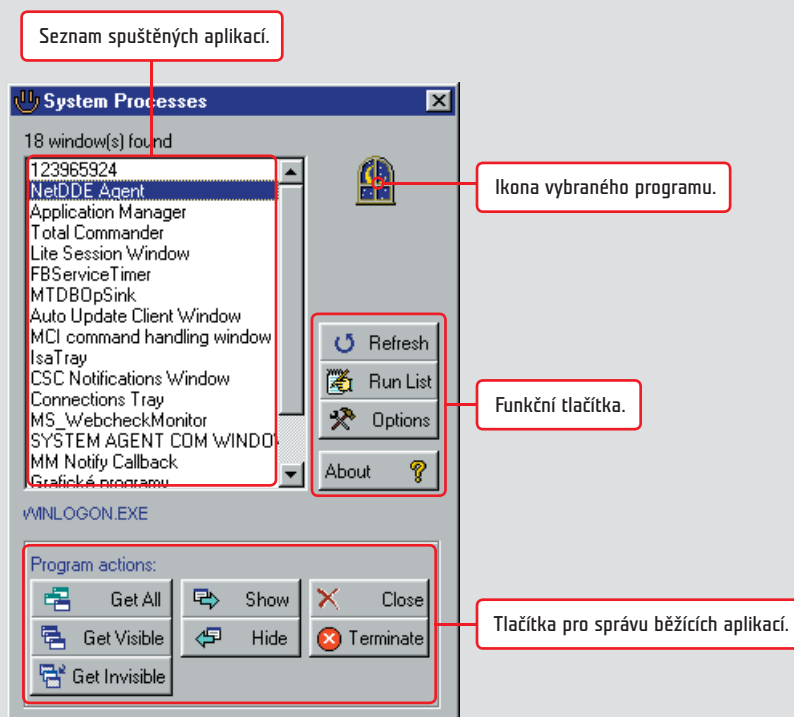 Seznam spuštěných aplikací.
System Processes
18 window(s) found
123965924
NetDDE Agent
Application Manager
Total Commander
Lite Session Window
FBServiceTimer
MTDBOpSink
Auto Update Client Window
MCI command handling window
IsaTray
CSC Notifications Window
Connections Tray
MS_WebcheckMonitor
SYSTEM AGENT COM WINDO
MM Notify Callback
Grafické programy
Ikona vybraného programu.
Refresh
Run List
Options
About
Funkční tlačítka.
WINLOGON.EXE
Program actions:
Get All
Show
Close
Get Visible
Hide
Terminate
Get Invisible
Tlačítka pro správu běžících aplikací.